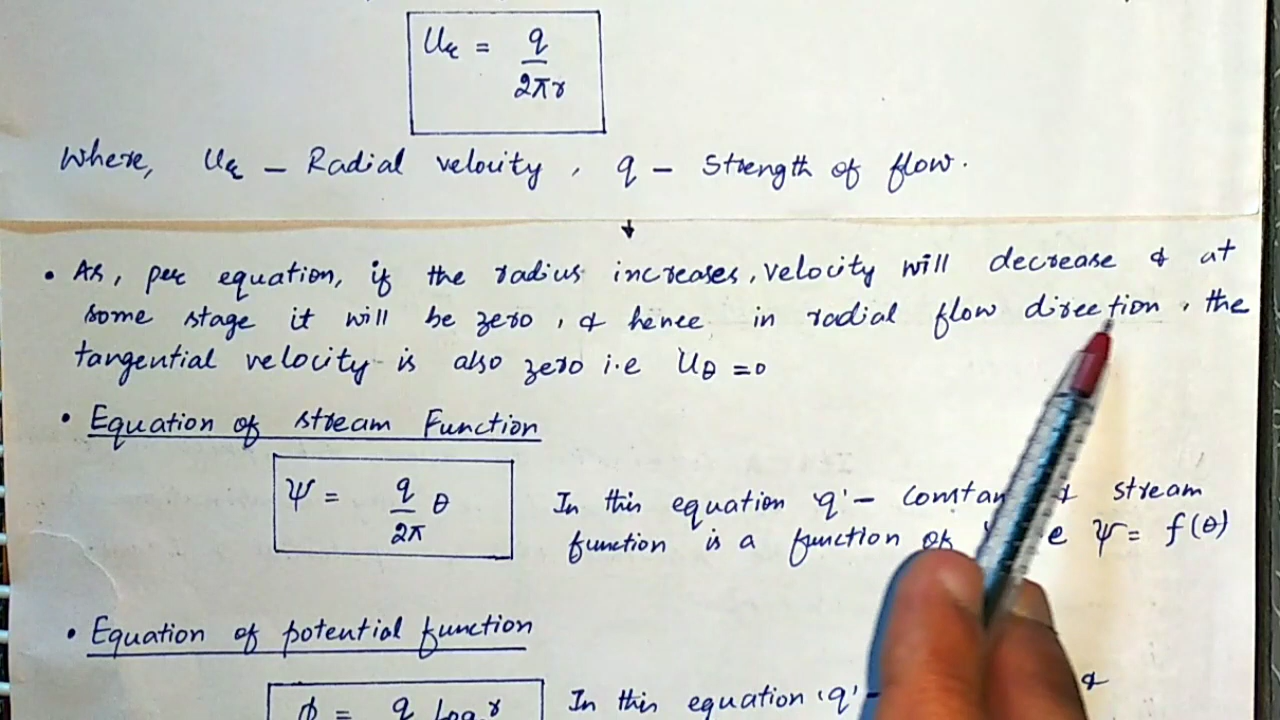 Ur = q / 2πr
Where, Ur – Radial velocity, q – Strength of flow.
• As, per equation, if the radius increases, velocity will decrease & at
some stage it will be zero, & hence in radial flow direction, the
tangential velocity is also zero i.e Uθ = 0
• Equation of stream Function
ψ = q / 2π θ
In this equation 'q' – constan & stream
function is a function of e ψ = f(θ)
• Equation of potential function
ϕ = q logₑr
In this equation 'q' – &